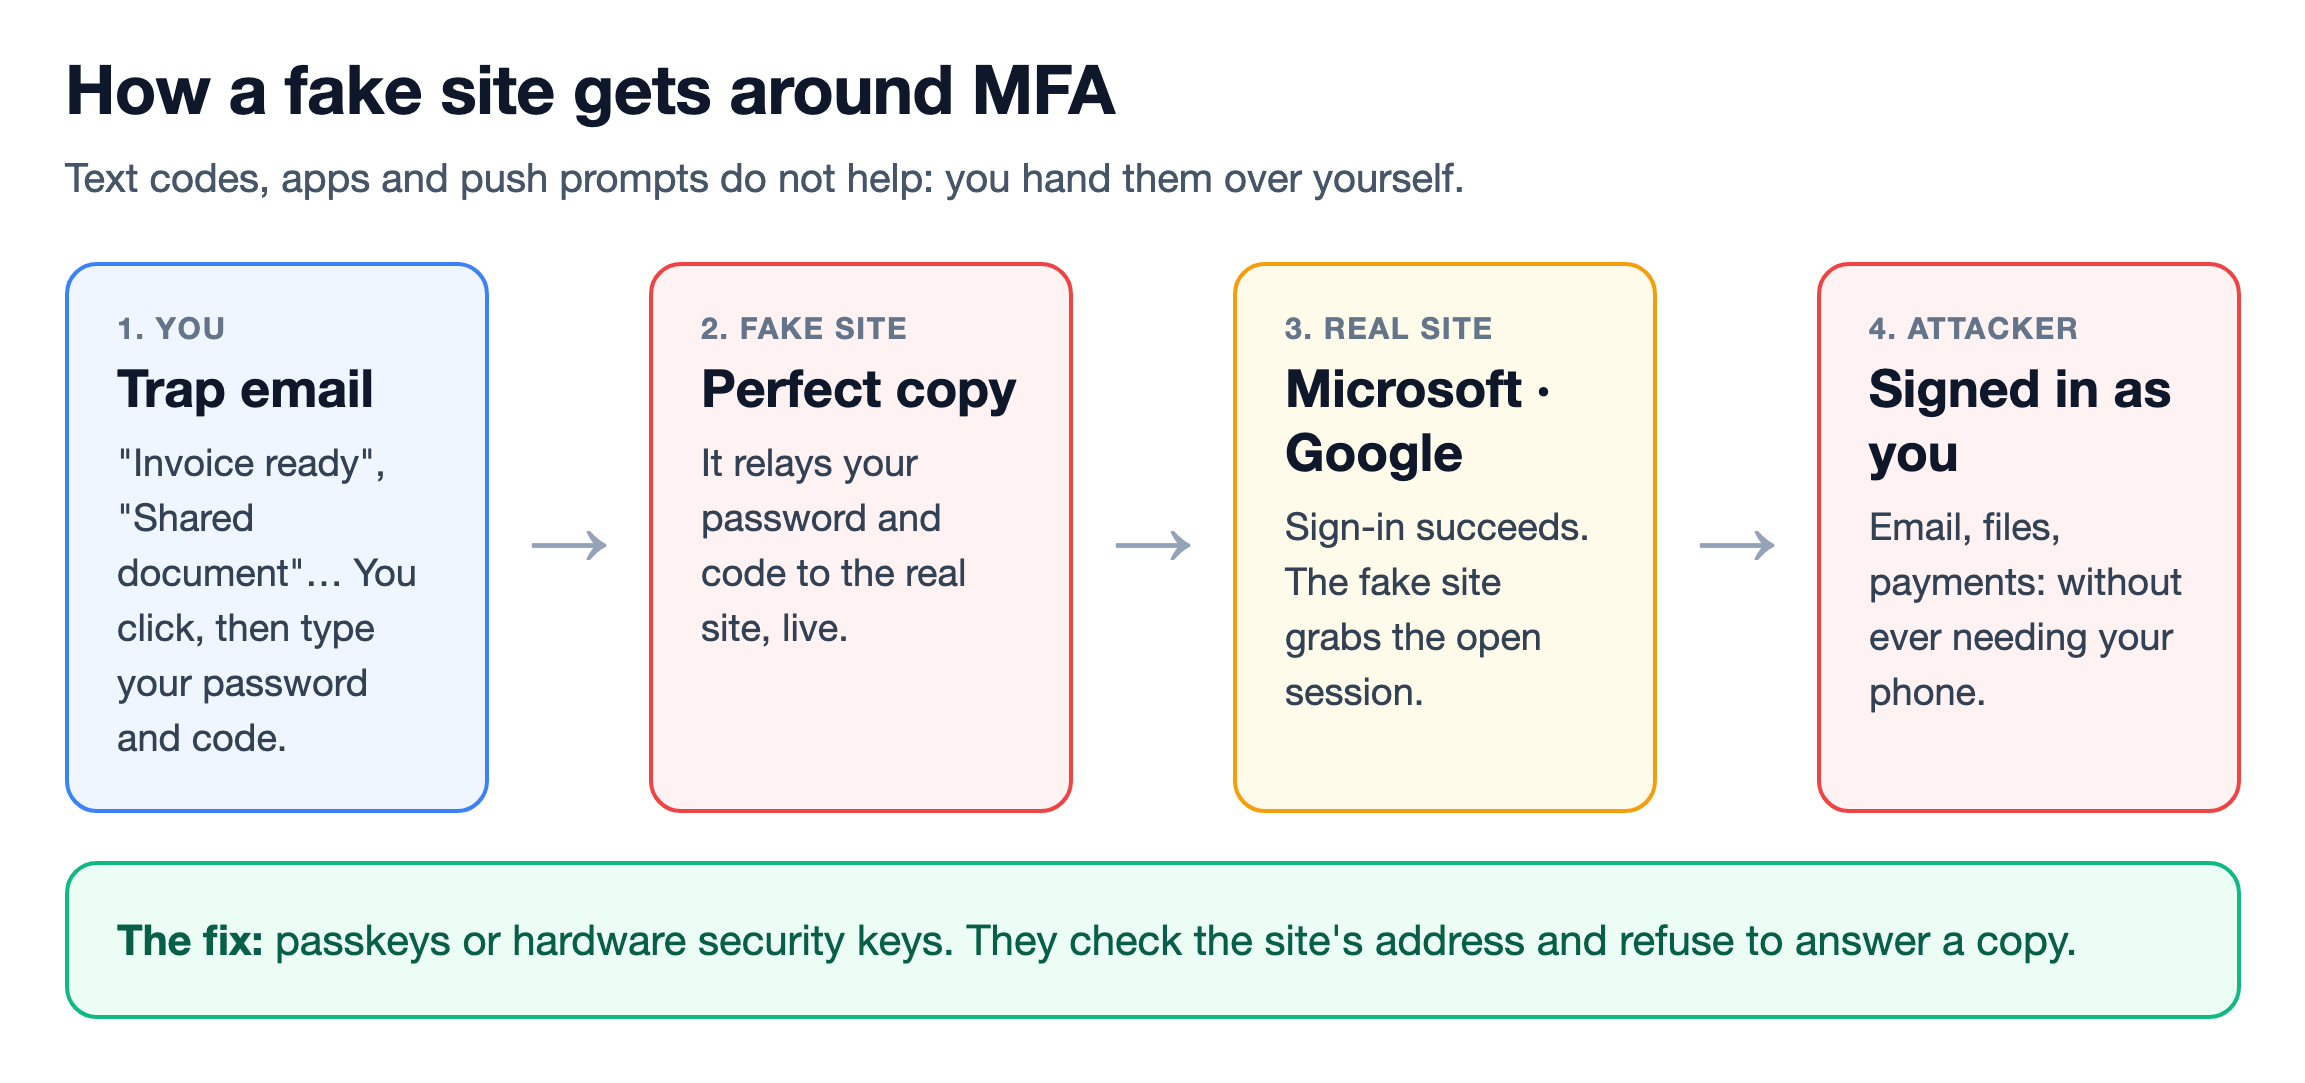 How a fake site gets around MFA
Text codes, apps and push prompts do not help: you hand them over yourself.
1. YOU
Trap email
"Invoice ready",
"Shared
document"… You
click, then type
your password
and code.
2. FAKE SITE
Perfect copy
It relays your
password and
code to the real
site, live.
3. REAL SITE
Microsoft ·
Google
Sign-in succeeds.
The fake site
grabs the open
session.
4. ATTACKER
Signed in as
you
Email, files,
payments: without
ever needing your
phone.
The fix: passkeys or hardware security keys. They check the site's address and refuse to answer a copy.